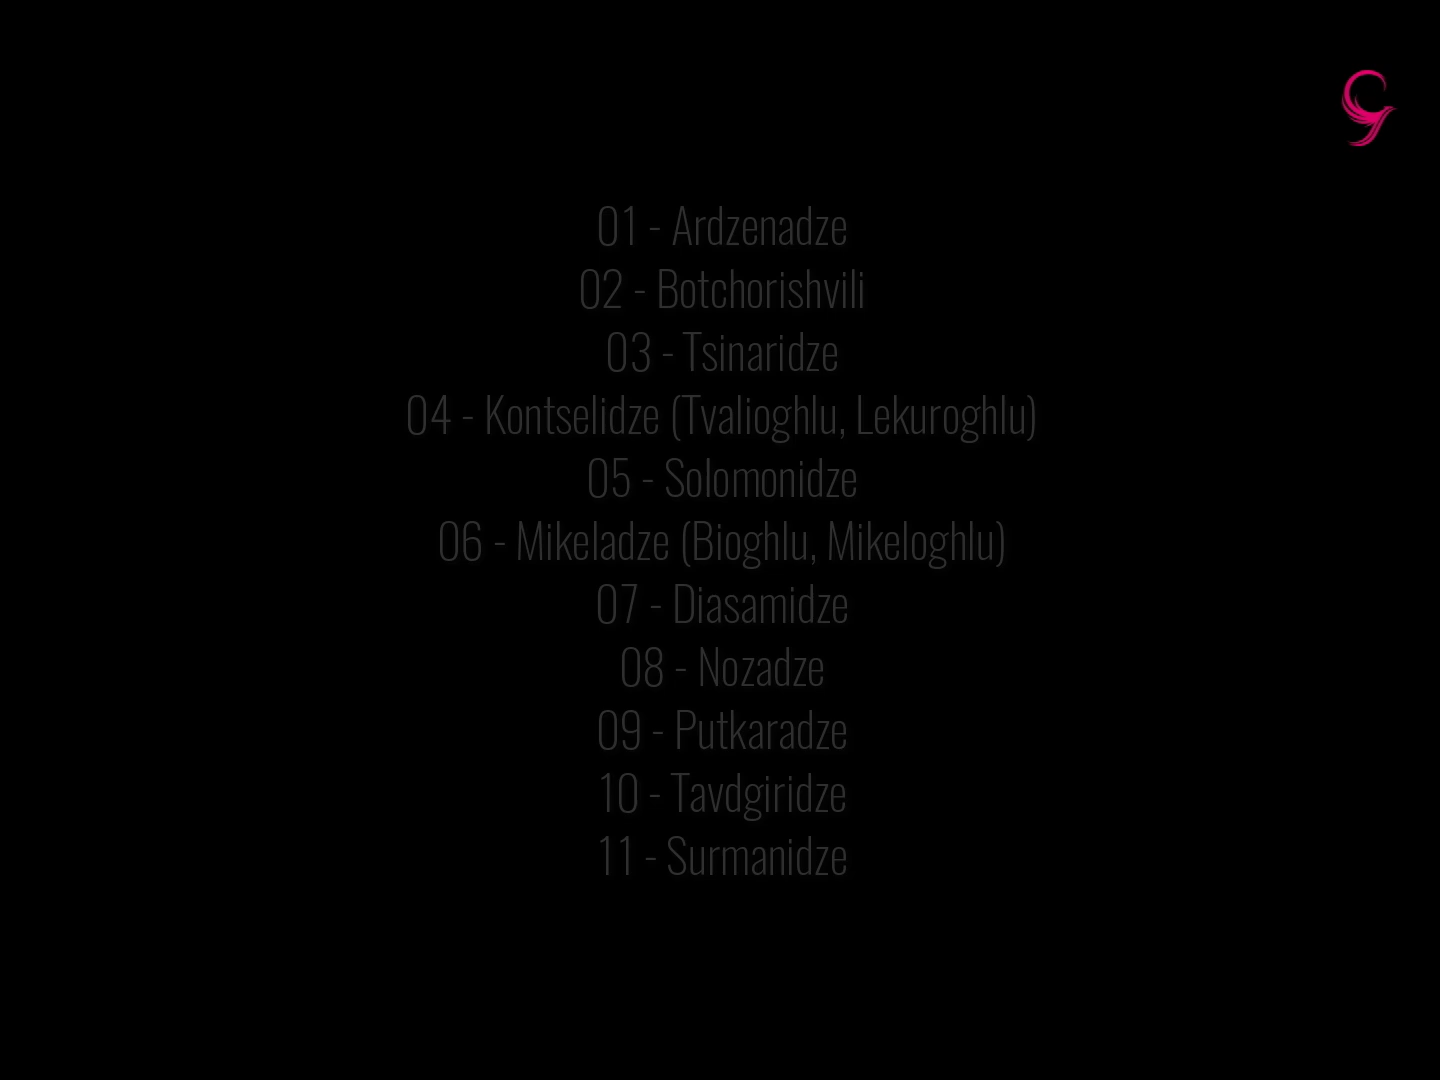 01 - Ardzenadze
02 - Botchorishvili
03 - Tsinaridze
04 - Kontselidze (Tvalioghlu, Lekuroghlu)
05 - Solomonidze
06 - Mikeladze (Bioghlu, Mikeloghlu)
07 - Diasamidze
08 - Nozadze
09 - Putkaradze
10 - Tavdgiridze
11 - Surmanidze